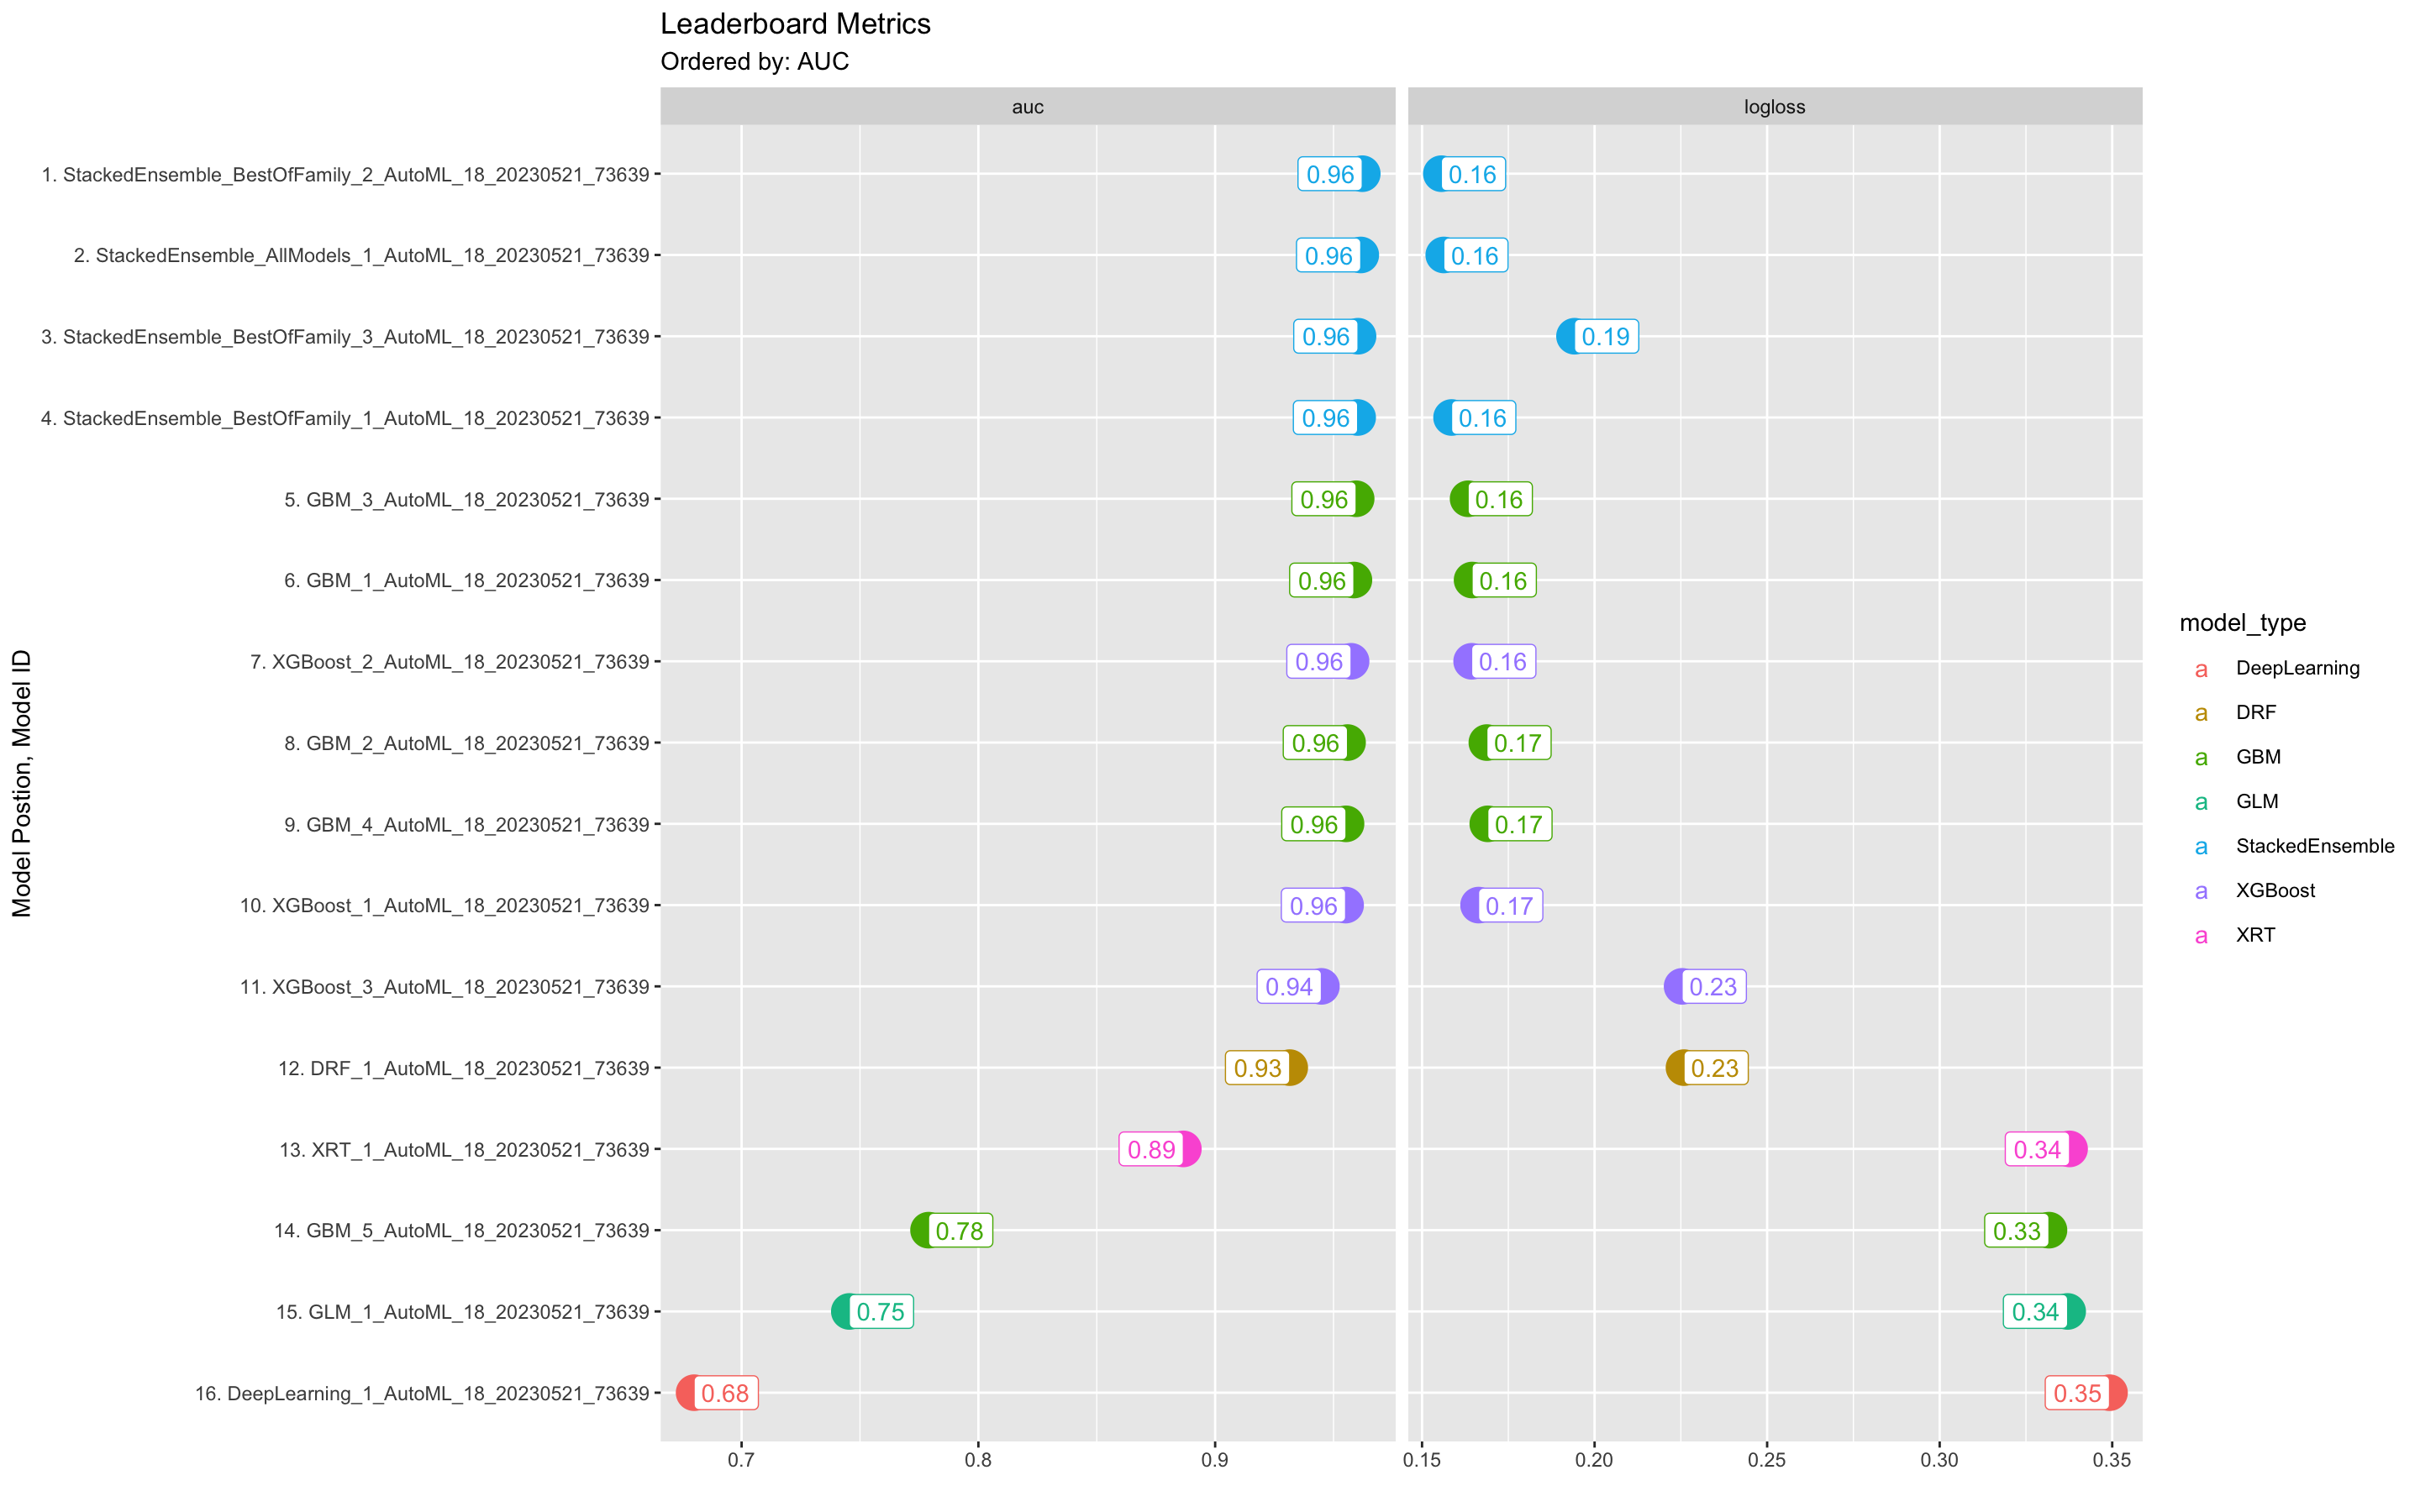 Leaderboard Metrics
Ordered by: AUC
auc
logloss
1. StackedEnsemble_BestOfFamily_2_AutoML_18_20230521_73639 0.96 0.16
2. StackedEnsemble_AllModels_1_AutoML_18_20230521_73639 0.96 0.16
3. StackedEnsemble_BestOfFamily_3_AutoML_18_20230521_73639 0.96 0.19
4. StackedEnsemble_BestOfFamily_1_AutoML_18_20230521_73639 0.96 0.16
5. GBM_3_AutoML_18_20230521_73639 0.96 0.16
6. GBM_1_AutoML_18_20230521_73639 0.96 0.16
7. XGBoost_2_AutoML_18_20230521_73639 0.96 0.16
8. GBM_2_AutoML_18_20230521_73639 0.96 0.17
9. GBM_4_AutoML_18_20230521_73639 0.96 0.17
10. XGBoost_1_AutoML_18_20230521_73639 0.96 0.17
11. XGBoost_3_AutoML_18_20230521_73639 0.94 0.23
12. DRF_1_AutoML_18_20230521_73639 0.93 0.23
13. XRT_1_AutoML_18_20230521_73639 0.89 0.34
14. GBM_5_AutoML_18_20230521_73639 0.78 0.33
15. GLM_1_AutoML_18_20230521_73639 0.75 0.34
16. DeepLearning_1_AutoML_18_20230521_73639 0.68 0.35
0.7 0.8 0.9
0.15 0.20 0.25 0.30 0.35
Model Postion, Model ID
model_type
a DeepLearning
a DRF
a GBM
a GLM
a StackedEnsemble
a XGBoost
a XRT